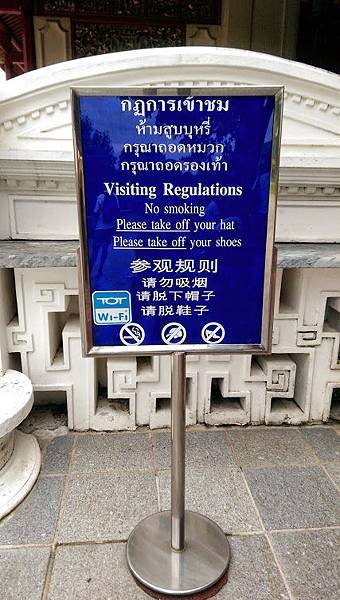 กฎการเข้าชม
ห้ามสูบบุหรี่
กรุณาถอดหมวก
กรุณาถอดรองเท้า
Visiting Regulations
No smoking
Please take off your hat
Please take off your shoes
参观规则
请勿吸烟
请脱下帽子
请脱鞋子
TOT
Wi-Fi